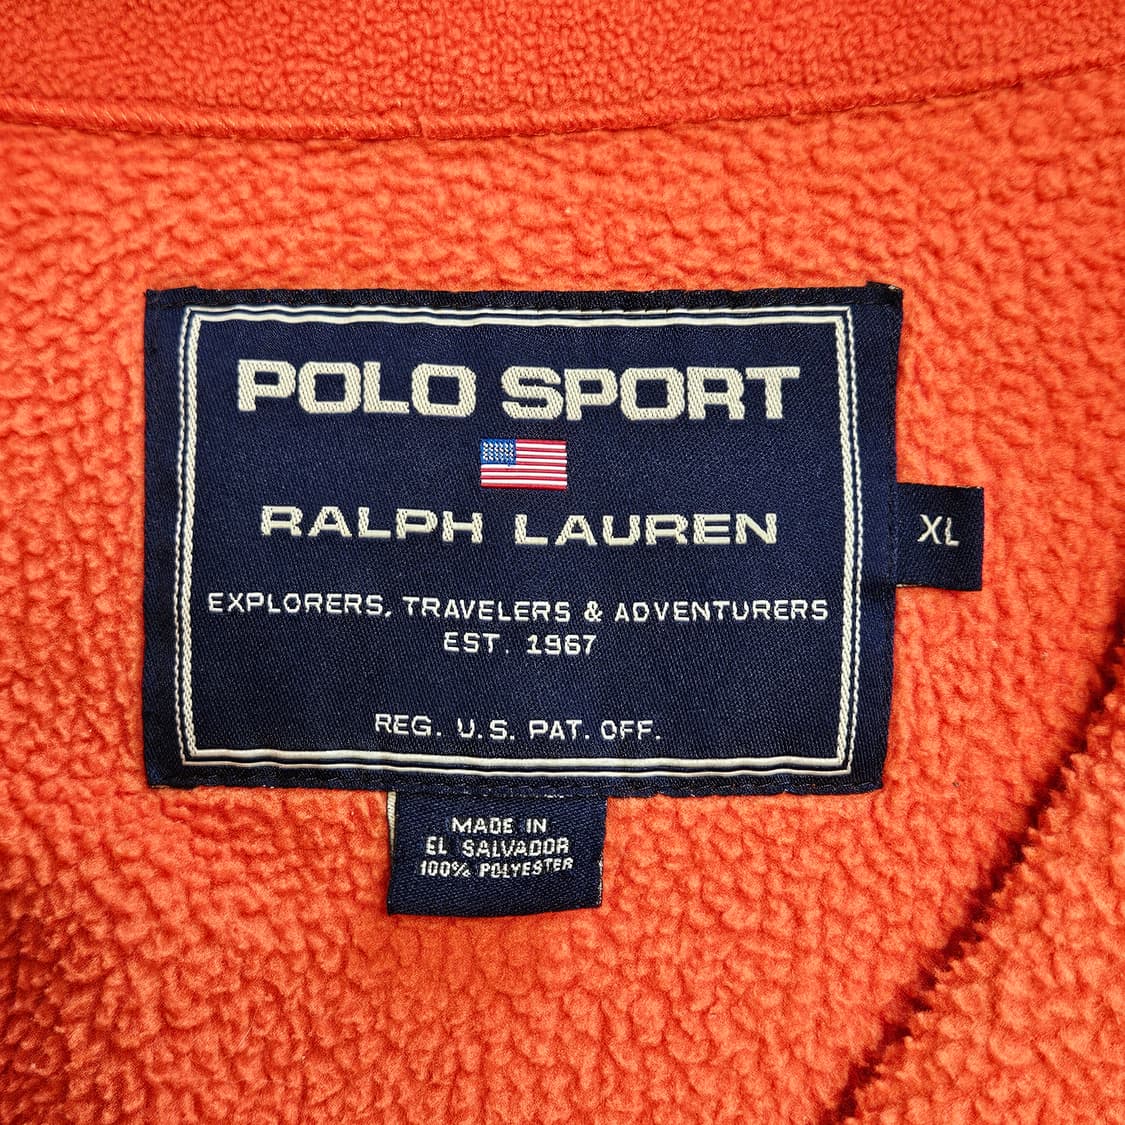 POLO SPORT
RALPH LAUREN
XL
EXPLORERS, TRAVELERS & ADVENTURERS
EST. 1967
REG. U.S. PAT. OFF.
MADE IN
EL SALVADOR
100% POLYESTER